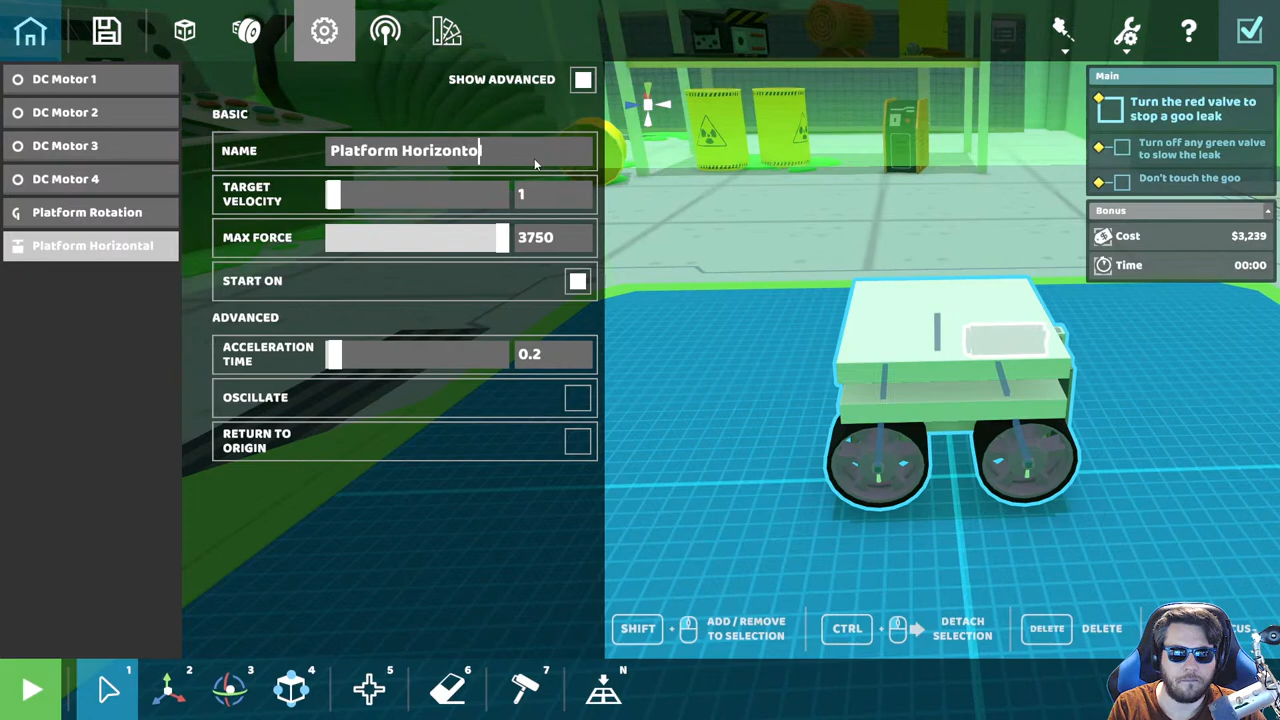 DC Motor 1
DC Motor 2
DC Motor 3
DC Motor 4
Platform Rotation
Platform Horizontal
SHOW ADVANCED
BASIC
NAME Platform Horizonto
TARGET
VELOCITY
1
MAX FORCE 3750
START ON
ADVANCED
ACCELERATION
TIME
0.2
OSCILLATE
RETURN TO
ORIGIN
?
Main
Turn the red valve to
stop a goo leak
Turn off any green valve
to slow the leak
Don't touch the goo
Bonus
Cost $3,239
Time 00:00
SHIFT + ADD / REMOVE
TO SELECTION
CTRL + DETACH
SELECTION
DELETE DELETE
1 2 3 4 5 6 7 N